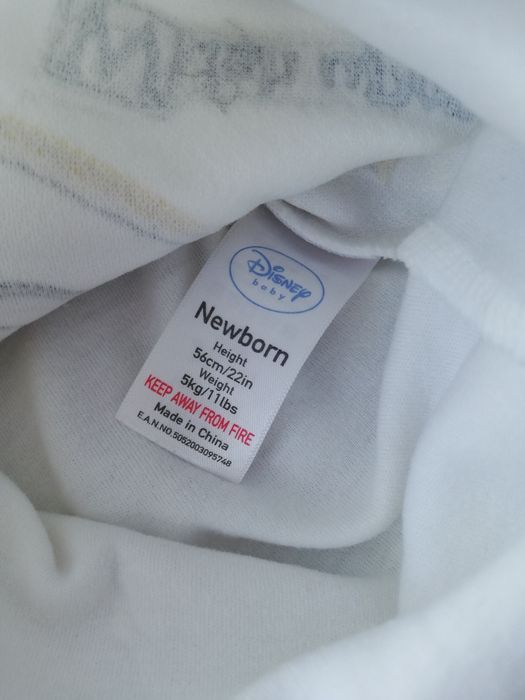 Disney
baby
Newborn
Height
56cm/22in
Weight
5kg/11lbs
KEEP AWAY FROM FIRE
Made in China
E.A.N.NO.5052003095748